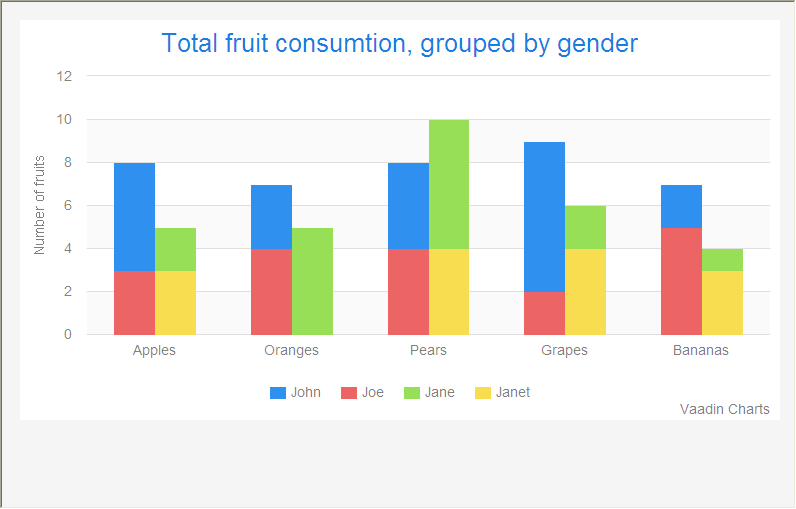 Total fruit consumtion, grouped by gender
Number of fruits
12
10
8
6
4
2
0
Apples Oranges Pears Grapes Bananas
John Joe Jane Janet
Vaadin Charts